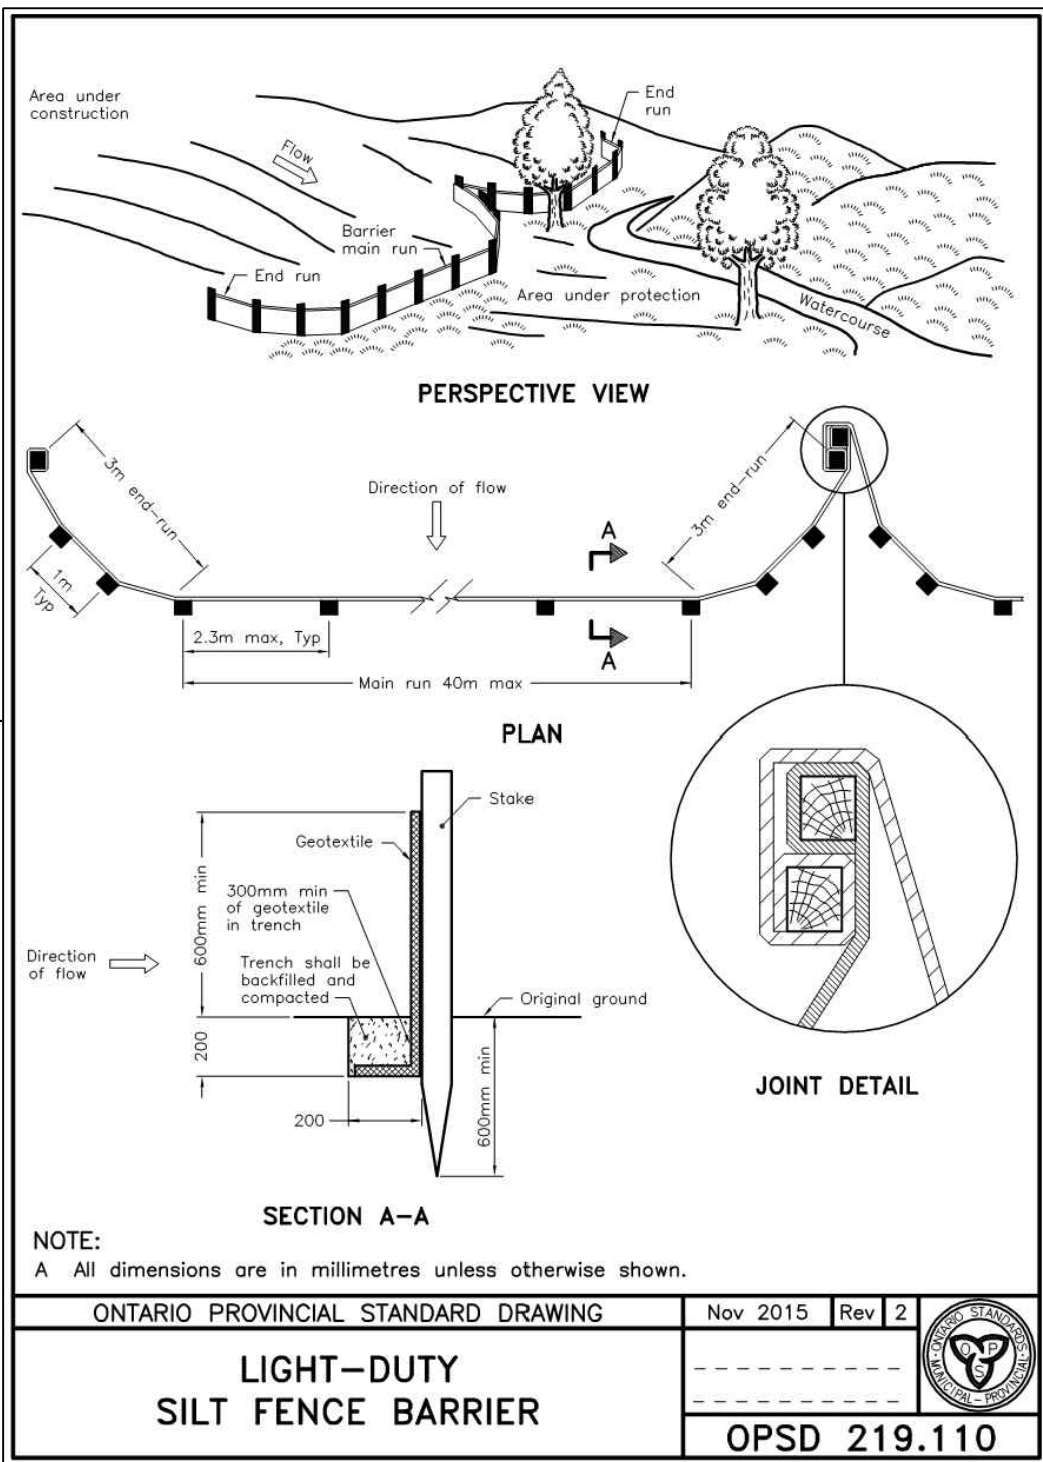 Area under
construction
Flow
End
run
Barrier
main run
End run
Area under protection
Watercourse
PERSPECTIVE VIEW
3m end-run
Direction of flow
3m end-run
A
1m
Typ
2.3m max, Typ
A
Main run 40m max
PLAN
Stake
Geotextile
600mm min
300mm min
of geotextile
in trench
Direction
of flow
Trench shall be
backfilled and
compacted
Original ground
200
600mm min
200
JOINT DETAIL
SECTION A-A
NOTE:
A All dimensions are in millimetres unless otherwise shown.
ONTARIO PROVINCIAL STANDARD DRAWING
Nov 2015
Rev
2
LIGHT-DUTY
SILT FENCE BARRIER
ONTARIO STANDARDS
MUNICIPAL-PROVINCIAL
O P
S
OPSD 219.110